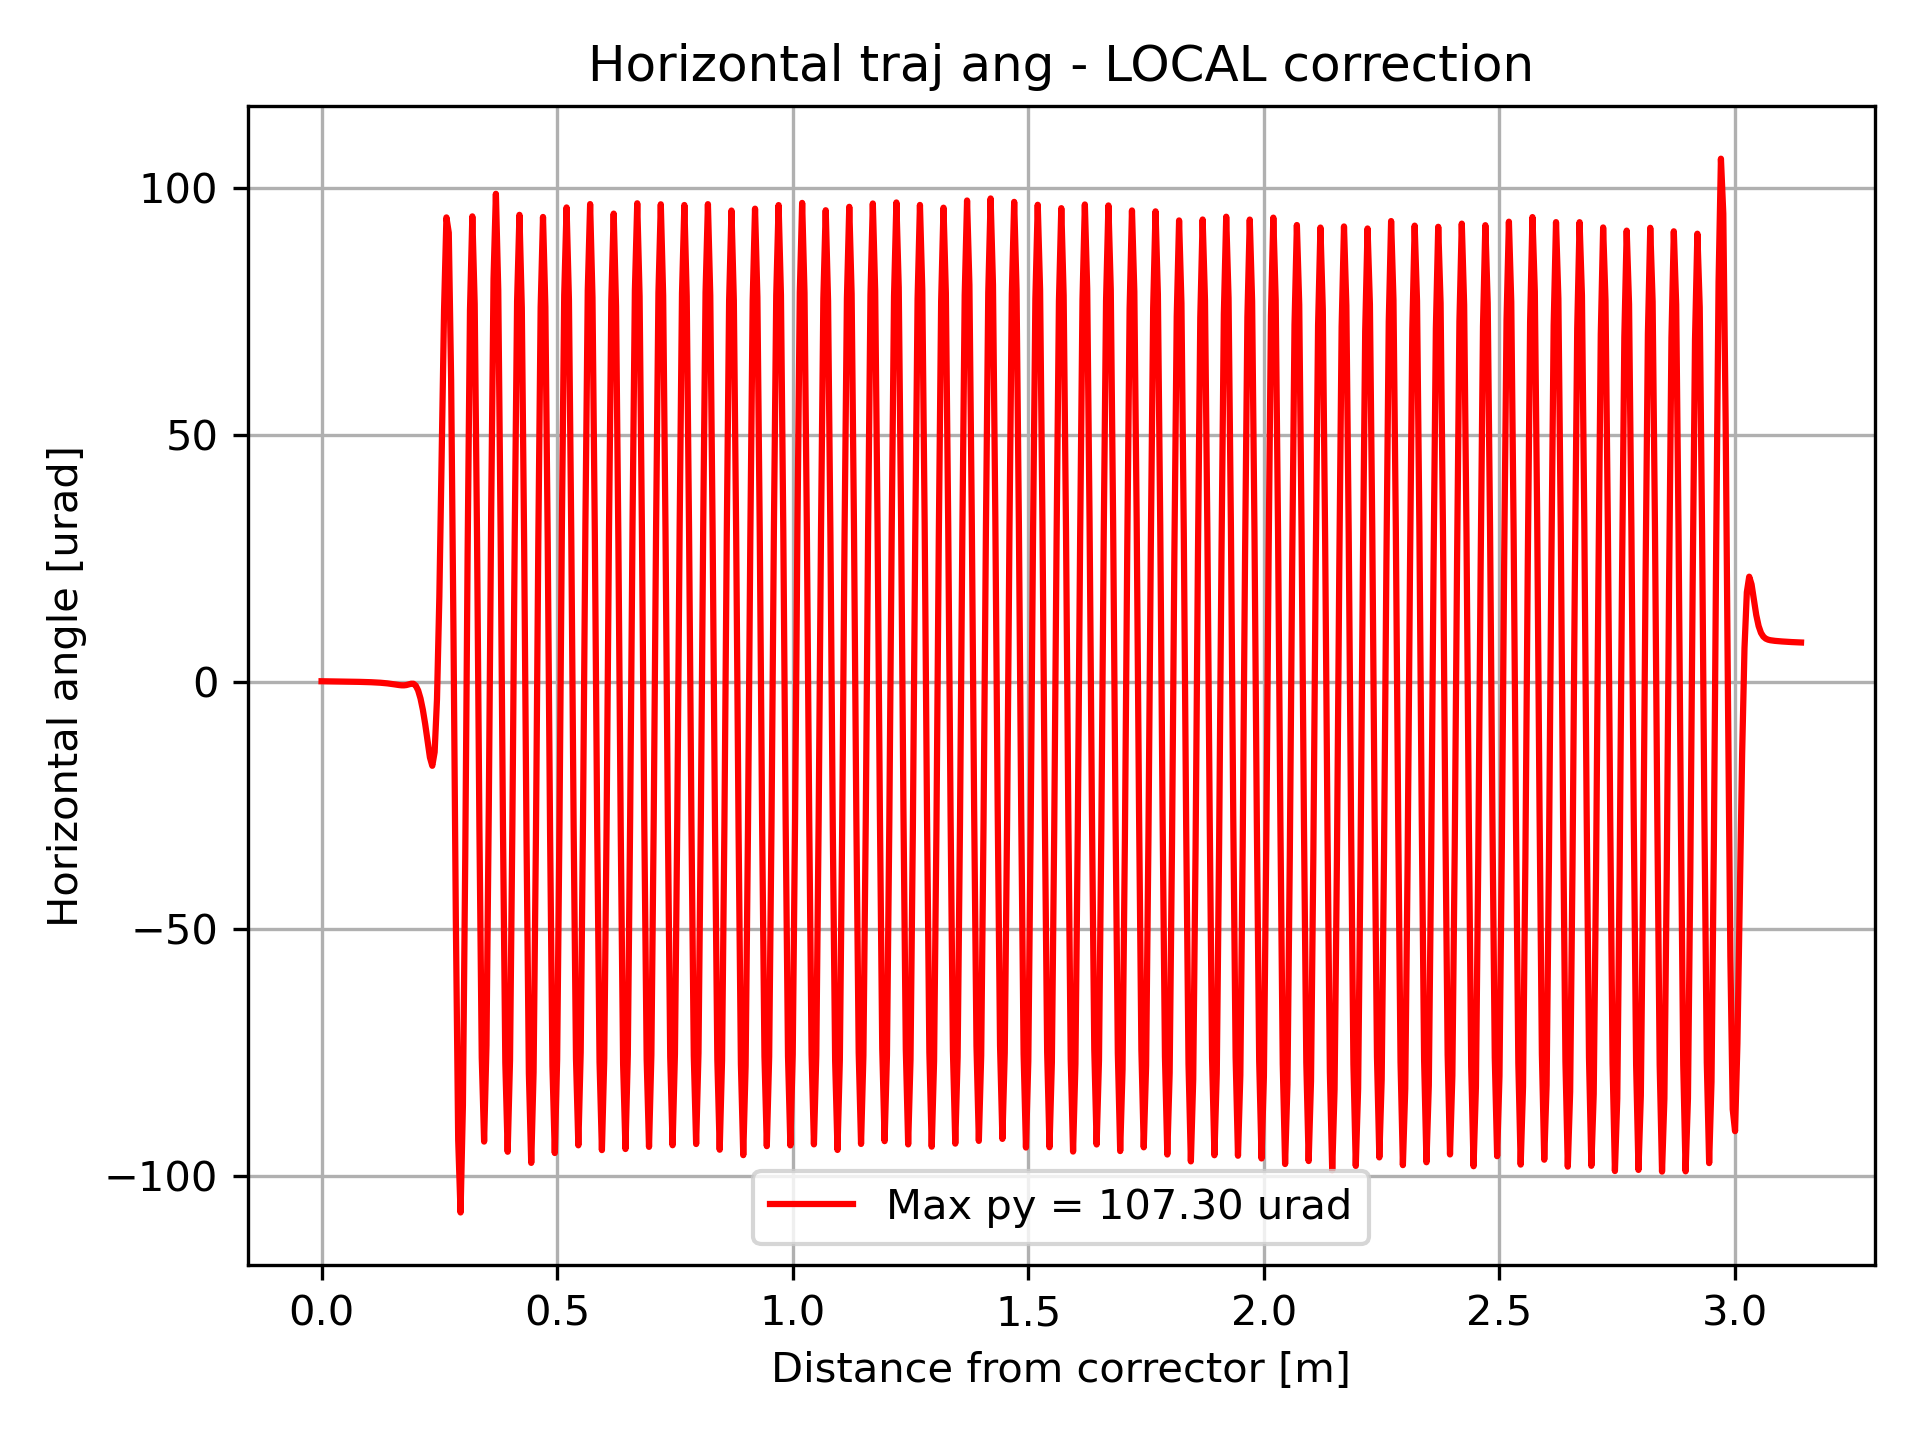 Horizontal traj ang - LOCAL correction
Horizontal angle [urad]
100
50
0
−50
−100
Max py = 107.30 urad
0.0 0.5 1.0 1.5 2.0 2.5 3.0
Distance from corrector [m]